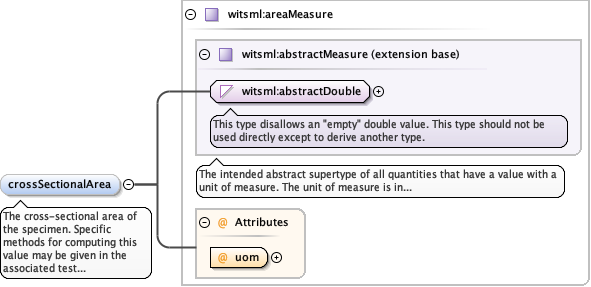 witsml:areaMeasure
witsml:abstractMeasure (extension base)
witsml:abstractDouble
This type disallows an "empty" double value. This type should not be
used directly except to derive another type.
The intended abstract supertype of all quantities that have a value with a
unit of measure. The unit of measure is in...
crossSectionalArea
The cross-sectional area of
the specimen. Specific
methods for computing this
value may be given in the
associated test...
@ Attributes
@ uom